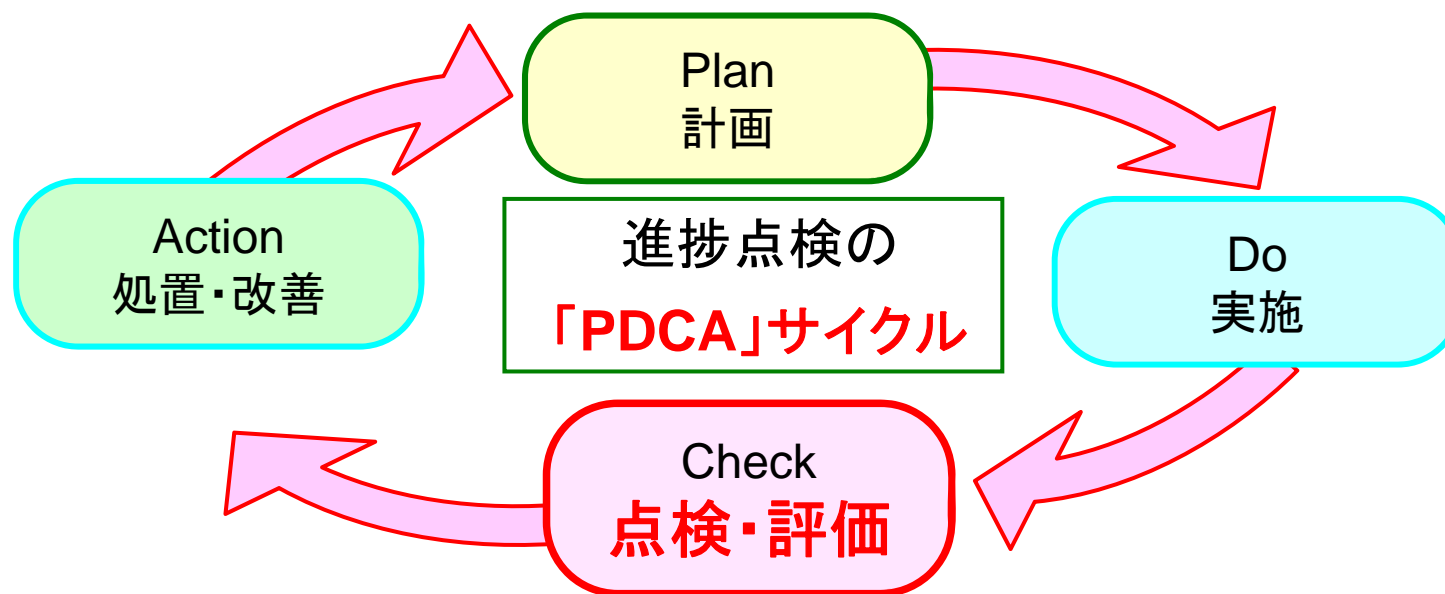 Plan
計画
Action
処置・改善
進捗点検の
「PDCA」サイクル
Do
実施
Check
点検・評価